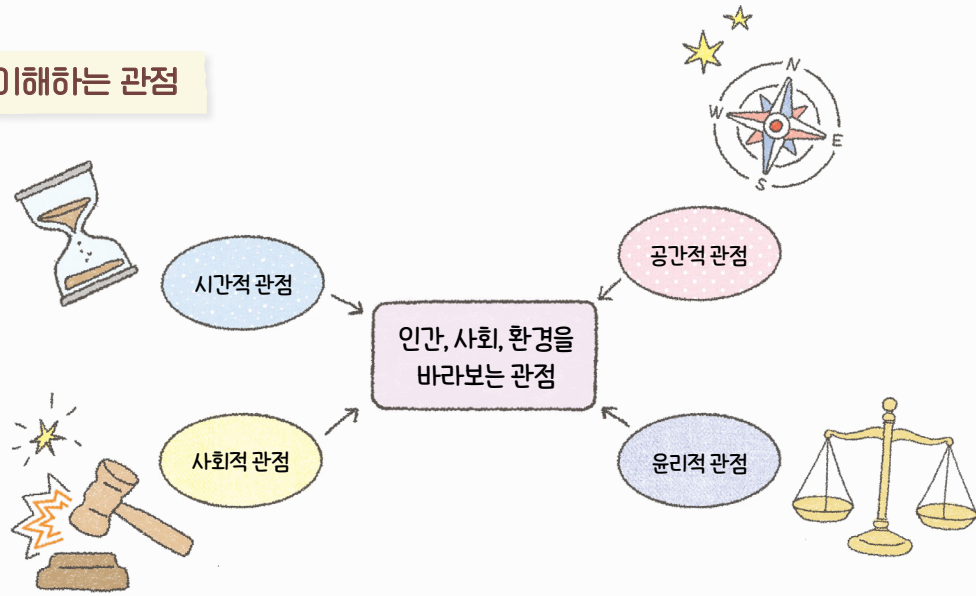 이해하는 관점
N
W
E
S
시간적 관점
공간적 관점
인간, 사회, 환경을
바라보는 관점
사회적 관점
윤리적 관점